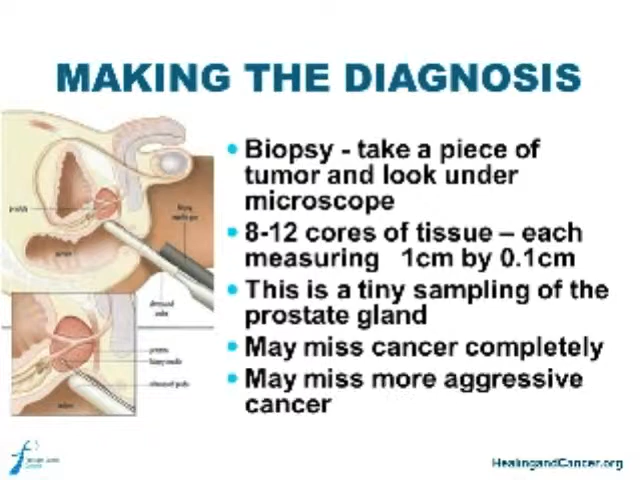 MAKING THE DIAGNOSIS
• Biopsy - take a piece of
tumor and look under
microscope
• 8-12 cores of tissue – each
measuring 1cm by 0.1cm
• This is a tiny sampling of the
prostate gland
• May miss cancer completely
• May miss more aggressive
cancer
HealingandCancer.org